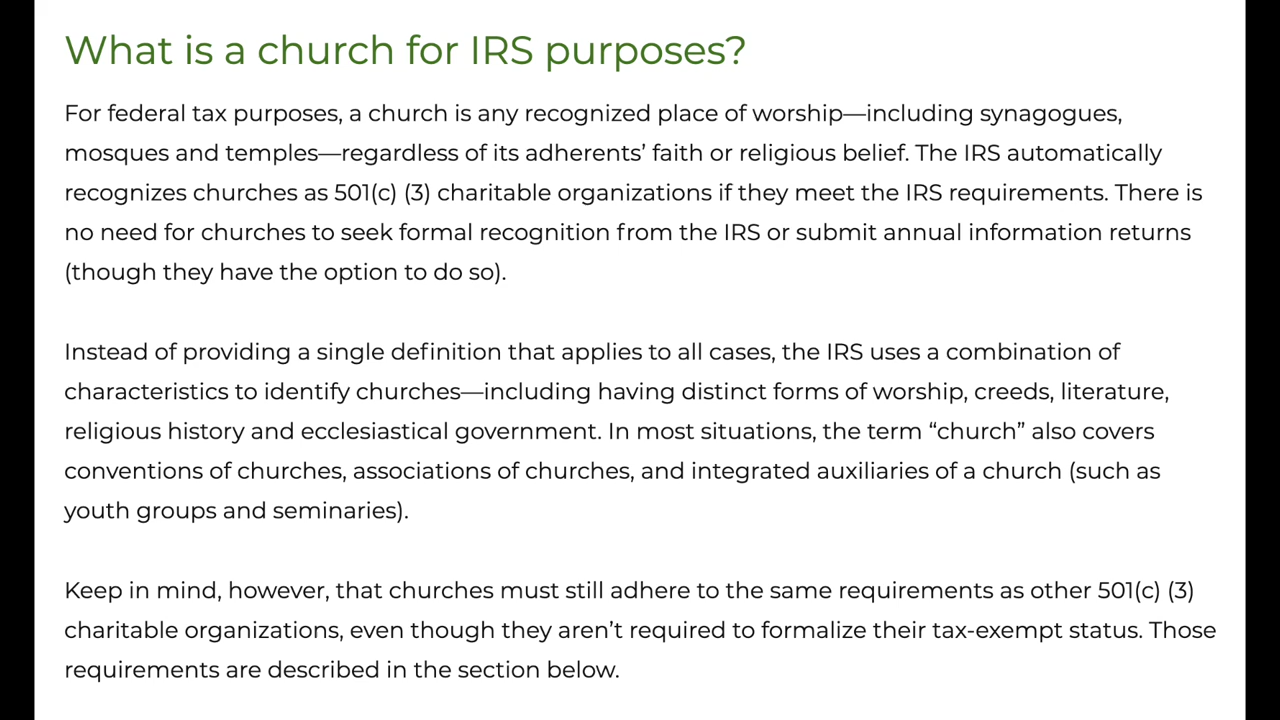 What is a church for IRS purposes?
For federal tax purposes, a church is any recognized place of worship—including synagogues,
mosques and temples—regardless of its adherents’ faith or religious belief. The IRS automatically
recognizes churches as 501(c) (3) charitable organizations if they meet the IRS requirements. There is
no need for churches to seek formal recognition from the IRS or submit annual information returns
(though they have the option to do so).
Instead of providing a single definition that applies to all cases, the IRS uses a combination of
characteristics to identify churches—including having distinct forms of worship, creeds, literature,
religious history and ecclesiastical government. In most situations, the term “church” also covers
conventions of churches, associations of churches, and integrated auxiliaries of a church (such as
youth groups and seminaries).
Keep in mind, however, that churches must still adhere to the same requirements as other 501(c) (3)
charitable organizations, even though they aren’t required to formalize their tax-exempt status. Those
requirements are described in the section below.